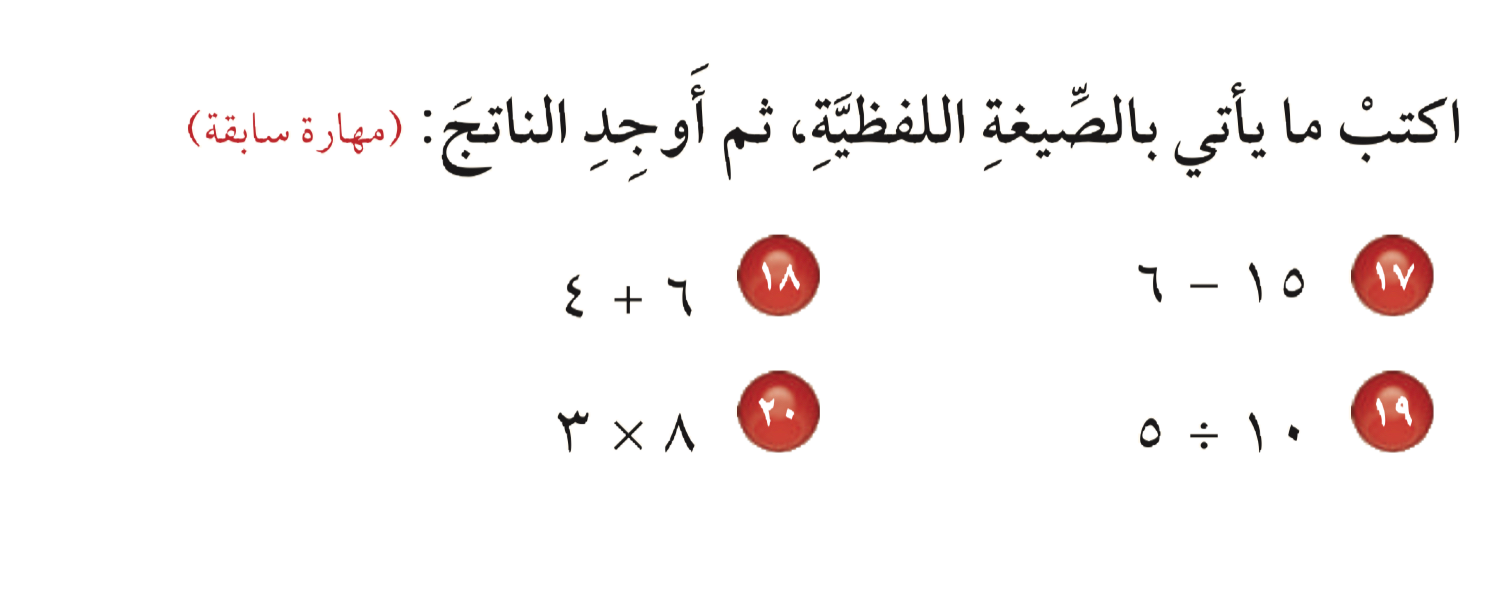 اكتبْ ما يأتي بالصِّيغةِ اللفظيَّةِ، ثم أَوجِدِ الناتجَ: (مهارة سابقة)
١٧ ١٥ – ٦ ١٨ ٦ + ٤
١٩ ١٠ ÷ ٥ ٢٠ ٨ × ٣